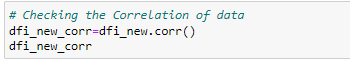 # Checking the Correlation of data
dfi_new_corr=dfi_new.corr()
dfi_new_corr